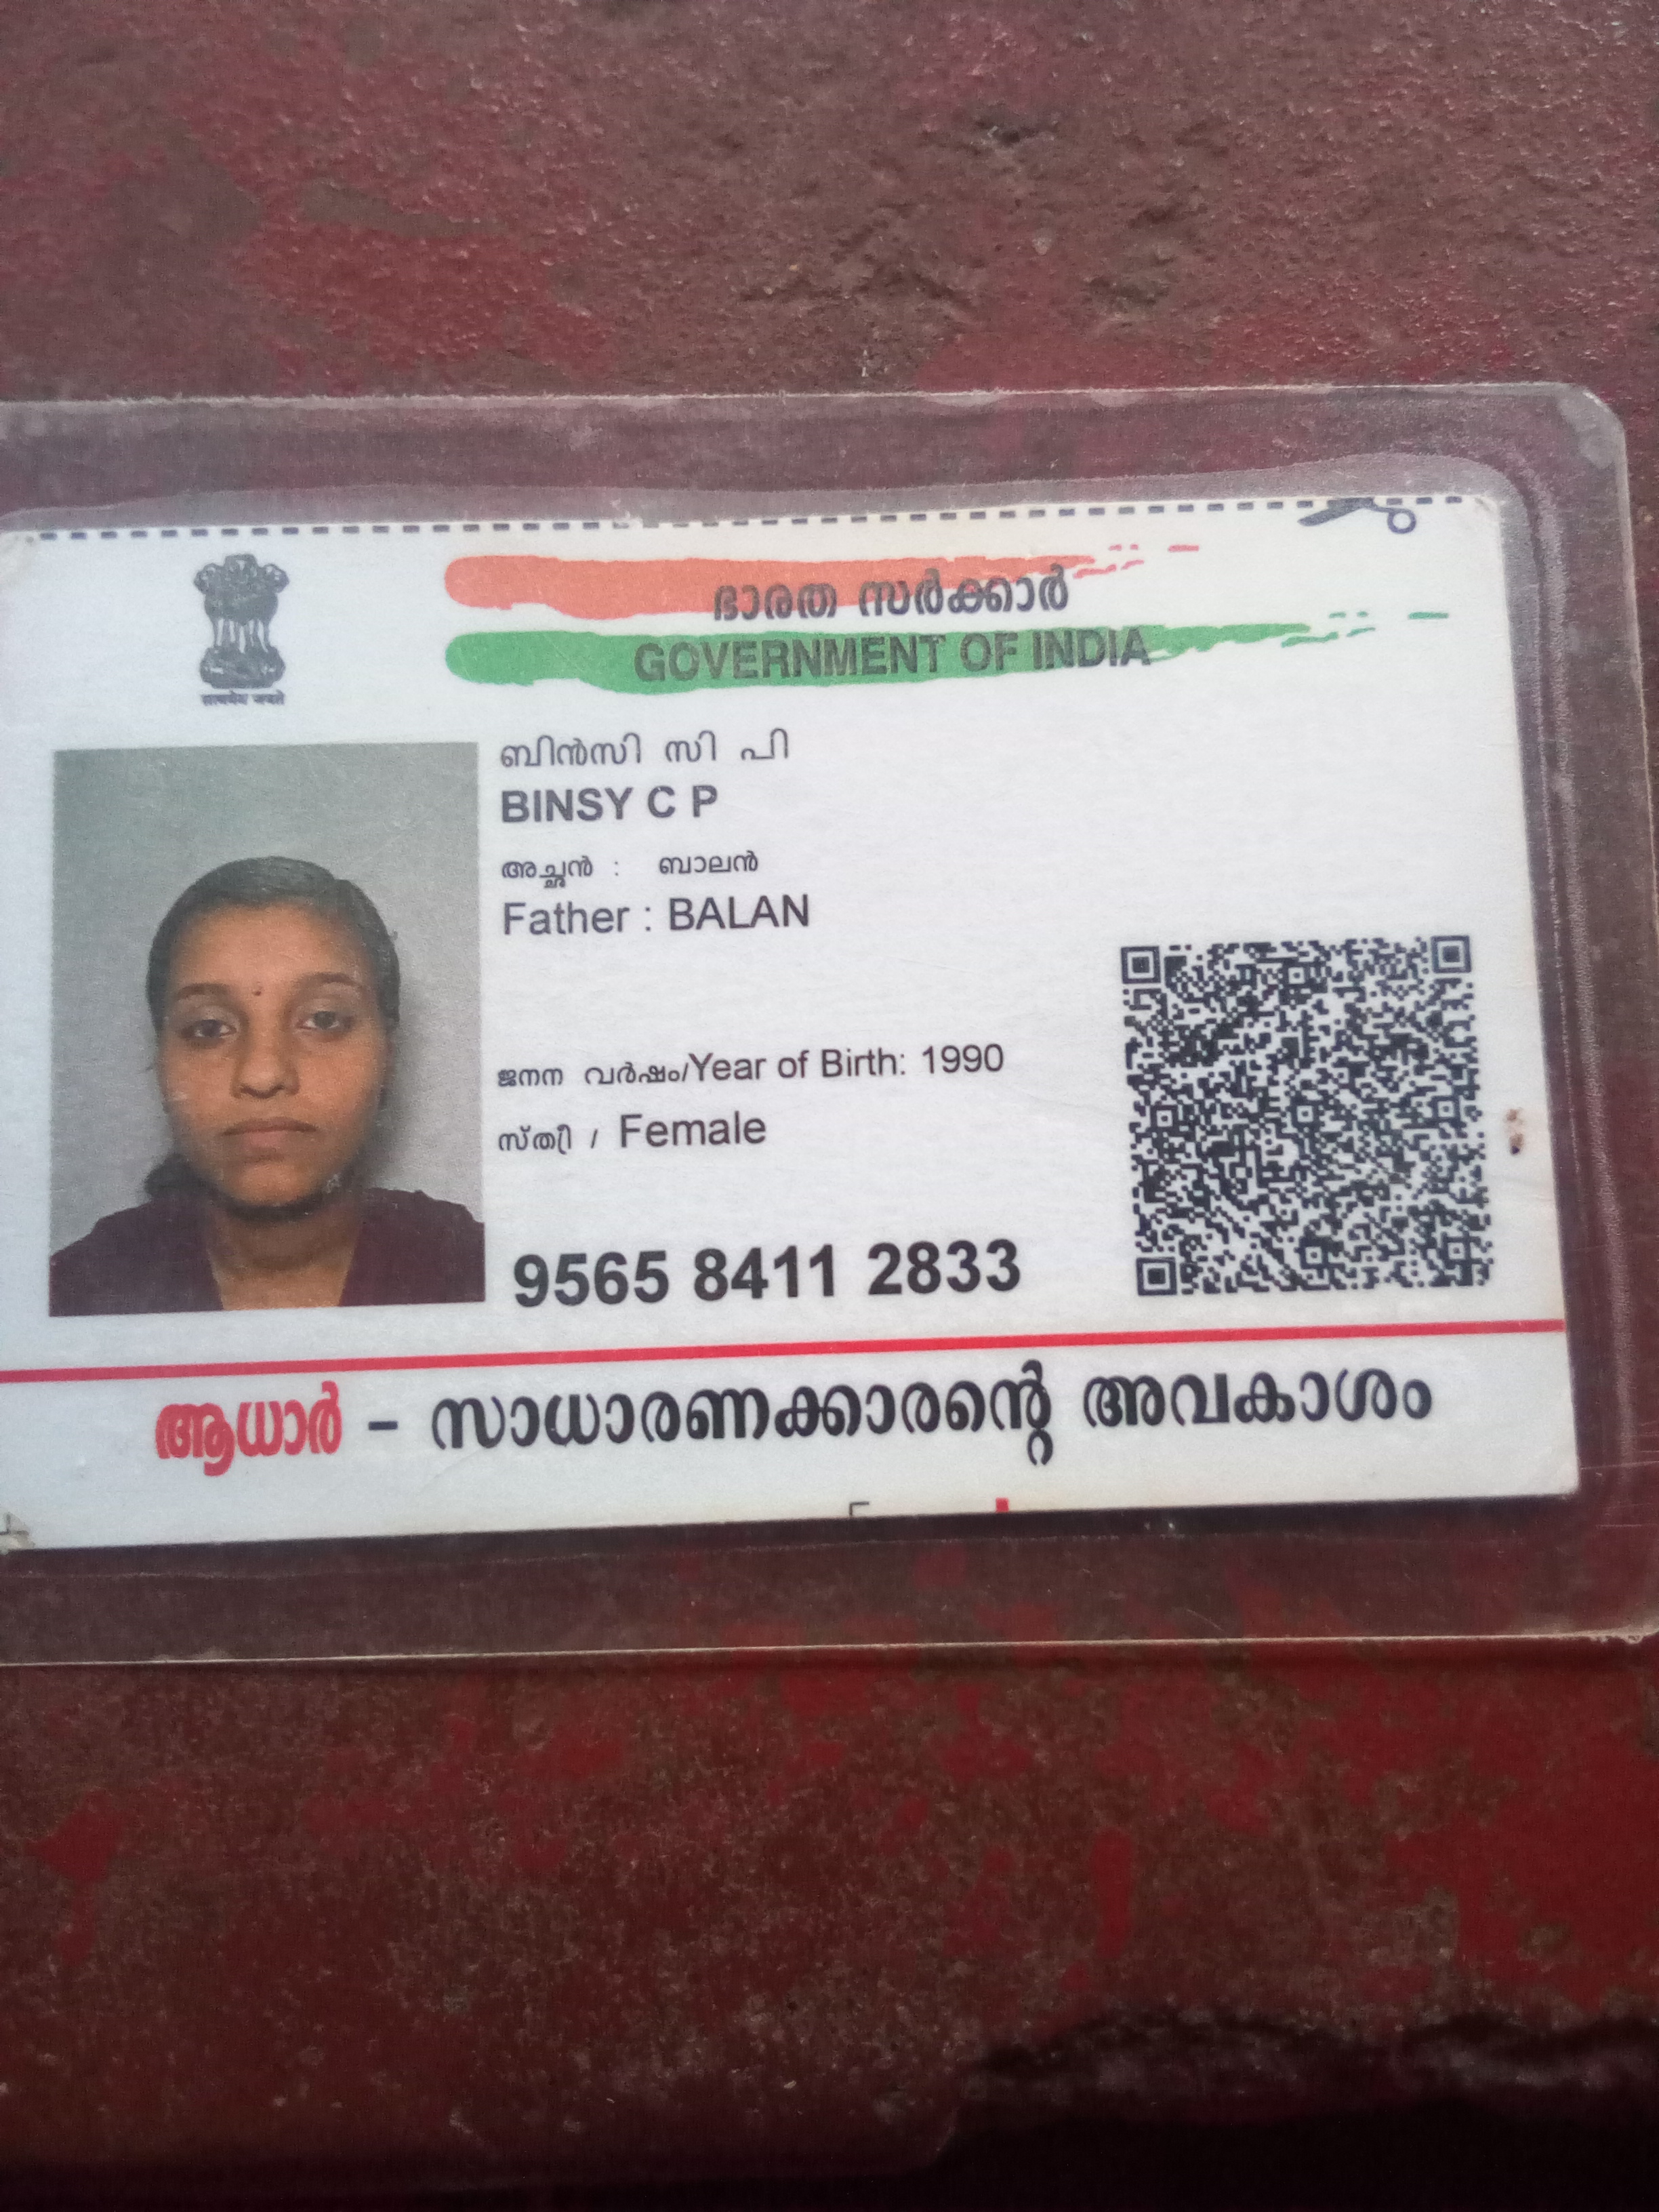 ഭാരത സർക്കാർ
GOVERNMENT OF INDIA
सत्यमेव जयते
ബിൻസി സി പി
BINSY C P
അച്ഛൻ : ബാലൻ
Father : BALAN
ജനന വർഷം/Year of Birth: 1990
സ്ത്രീ / Female
9565 8411 2833
ആധാർ - സാധാരണക്കാരന്റെ അവകാശം